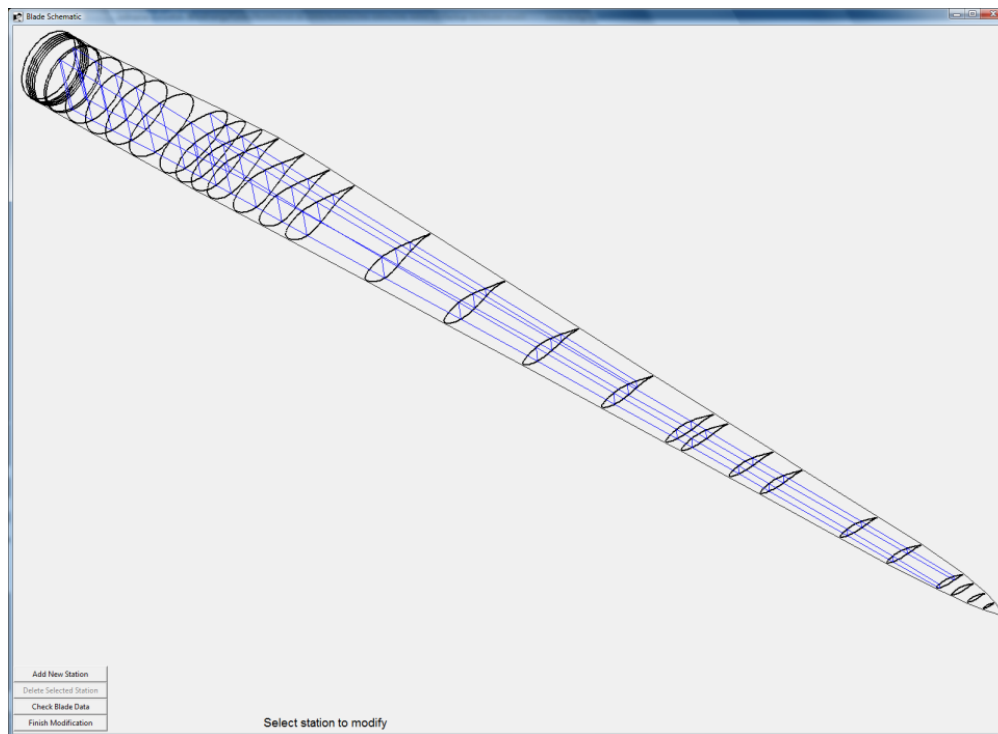 Blade Schematic
Add New Station
Delete Selected Station
Check Blade Data
Finish Modification
Select station to modify